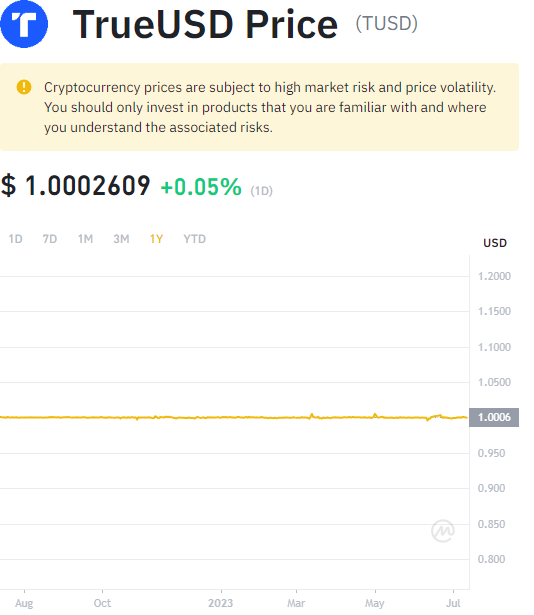 TrueUSD Price (TUSD)
Cryptocurrency prices are subject to high market risk and price volatility.
You should only invest in products that you are familiar with and where
you understand the associated risks.
$ 1.0002609 +0.05% (1D)
1D 7D 1M 3M 1Y YTD
USD
1.2000
1.1500
1.1000
1.0500
1.0006
0.950
0.900
0.850
0.800
Aug Oct 2023 Mar May Jul